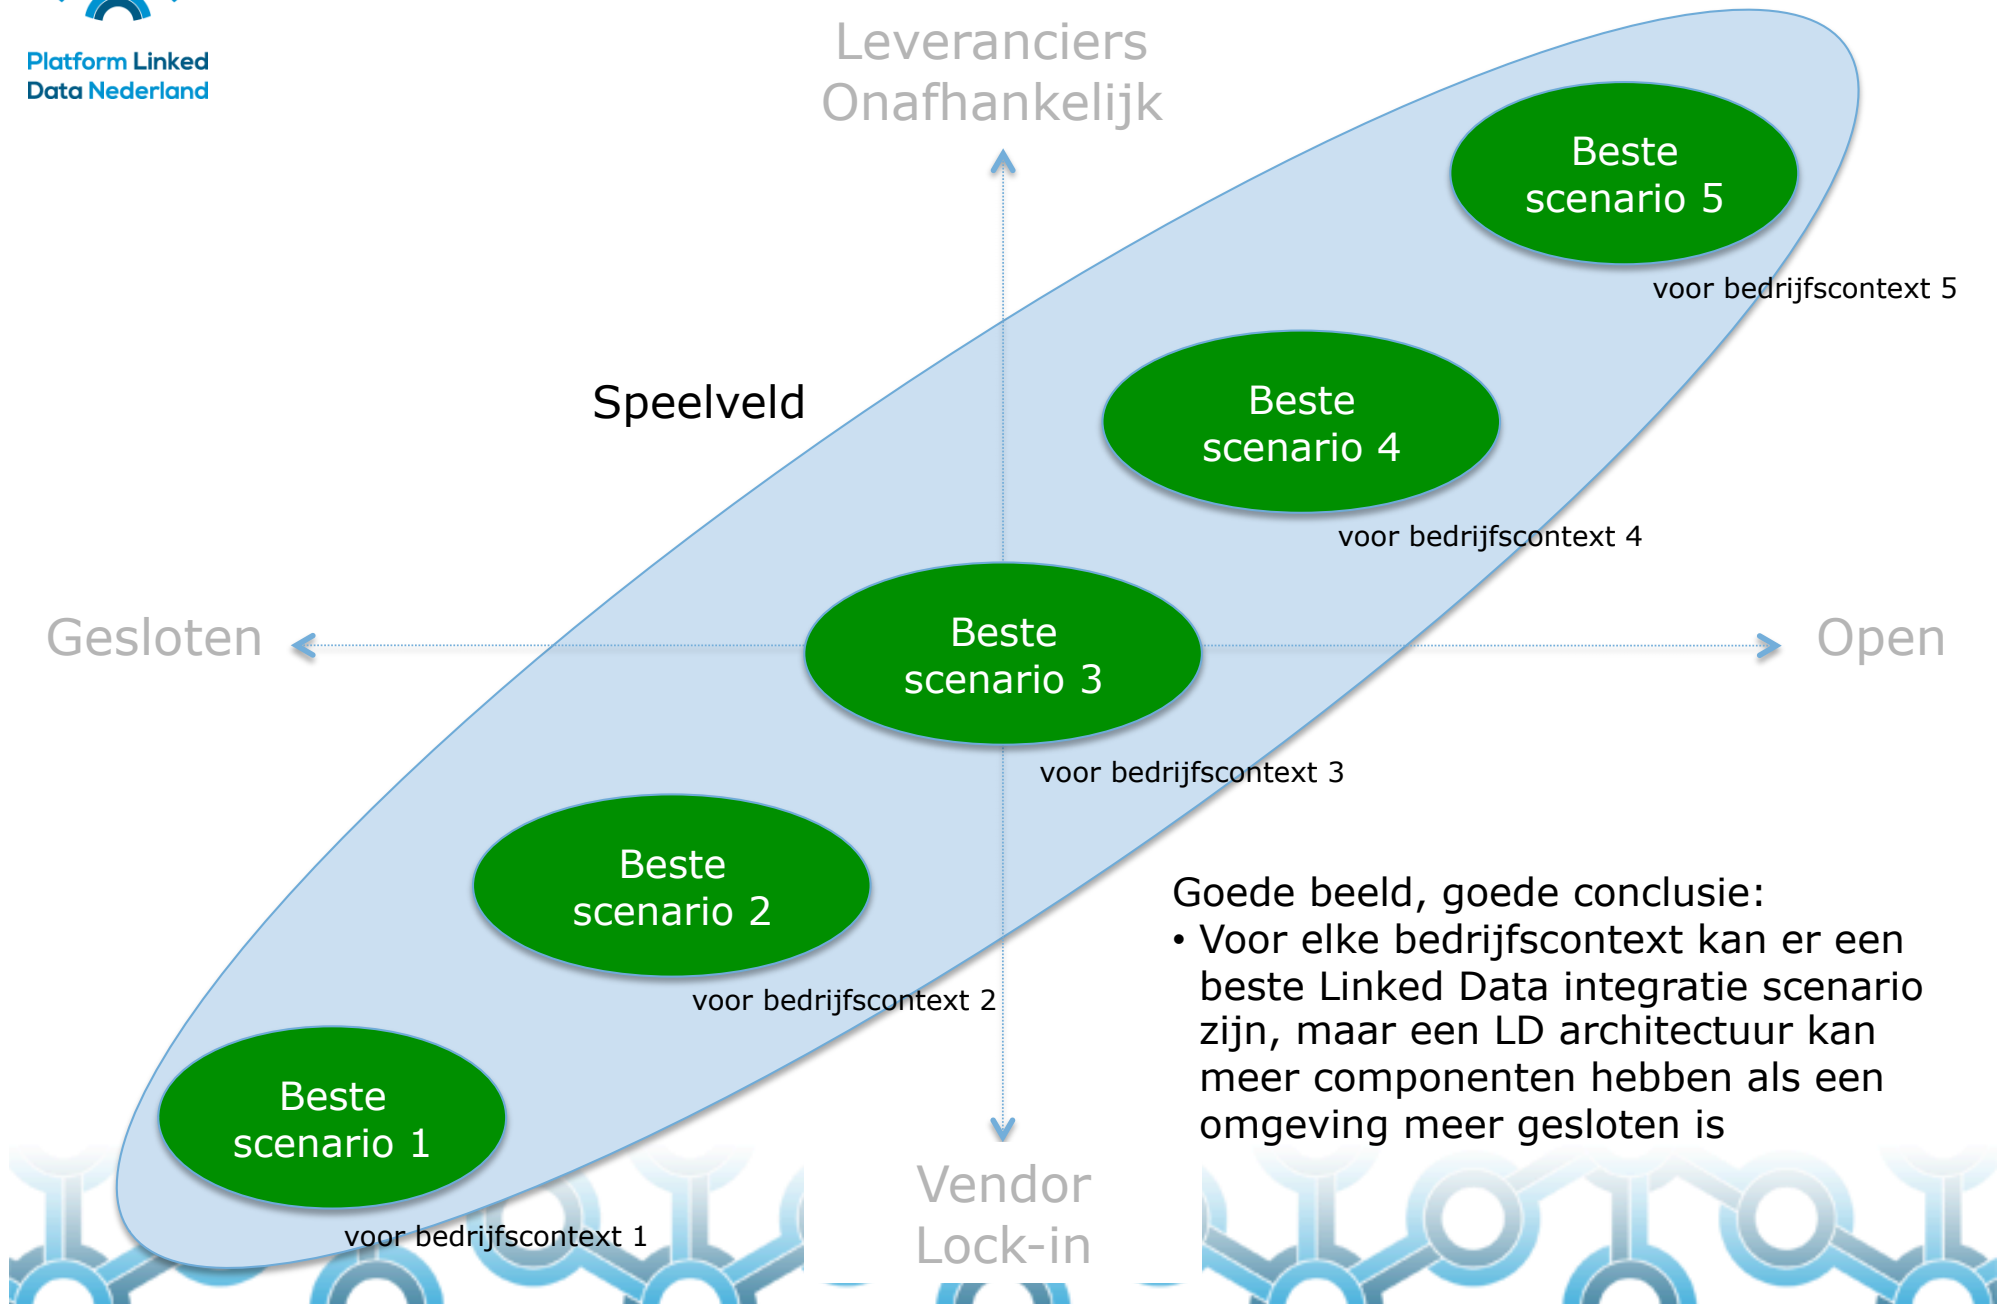 Platform Linked
Data Nederland
Leveranciers
Onafhankelijk
Beste
scenario 5
voor bedrijfscontext 5
Speelveld
Beste
scenario 4
voor bedrijfscontext 4
Gesloten
Beste
scenario 3
Open
voor bedrijfscontext 3
Beste
scenario 2
voor bedrijfscontext 2
Goede beeld, goede conclusie:
• Voor elke bedrijfscontext kan er een
beste Linked Data integratie scenario
zijn, maar een LD architectuur kan
meer componenten hebben als een
omgeving meer gesloten is
Beste
scenario 1
voor bedrijfscontext 1
Vendor
Lock-in